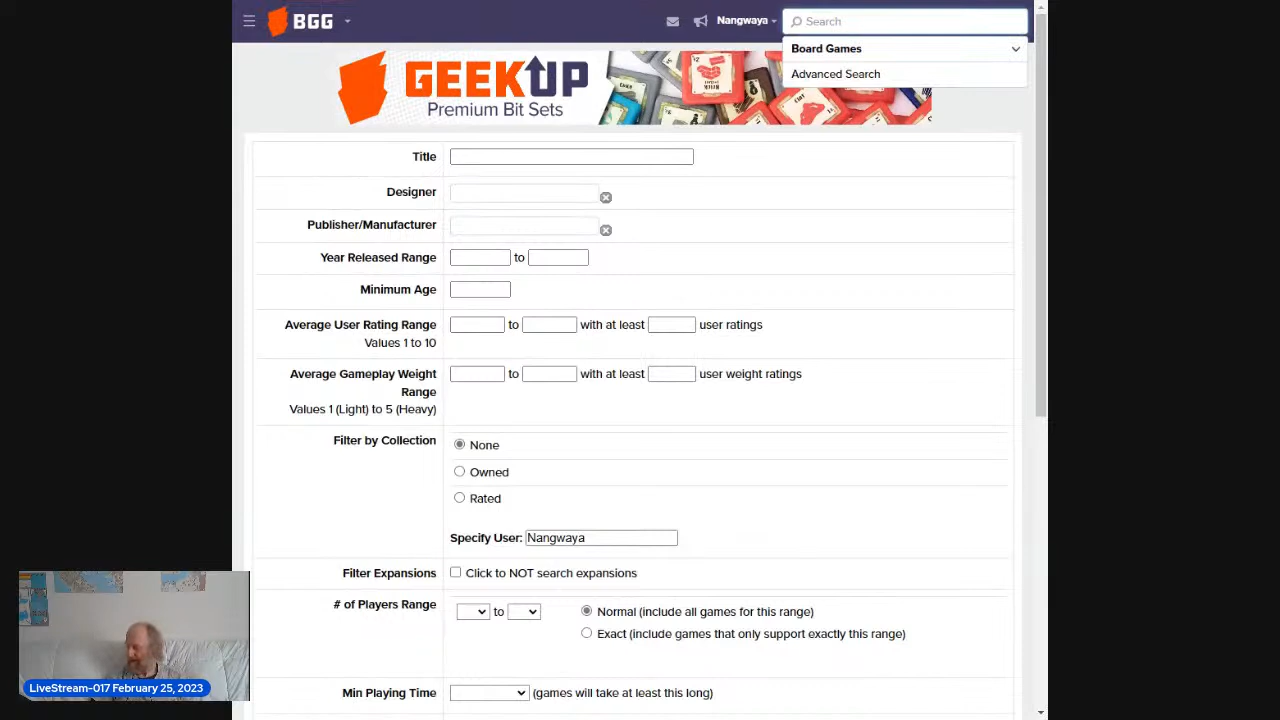 BGG
Nangwaya
Search
Board Games
Advanced Search
GEEKUP
Premium Bit Sets
Title
Designer
Publisher/Manufacturer
Year Released Range to
Minimum Age
Average User Rating Range to with at least user ratings
Values 1 to 10
Average Gameplay Weight to with at least user weight ratings
Range
Values 1 (Light) to 5 (Heavy)
Filter by Collection
None
Owned
Rated
Specify User: Nangwaya
Filter Expansions Click to NOT search expansions
# of Players Range to Normal (include all games for this range)
Exact (include games that only support exactly this range)
LiveStream-017 February 25, 2023
Min Playing Time (games will take at least this long)